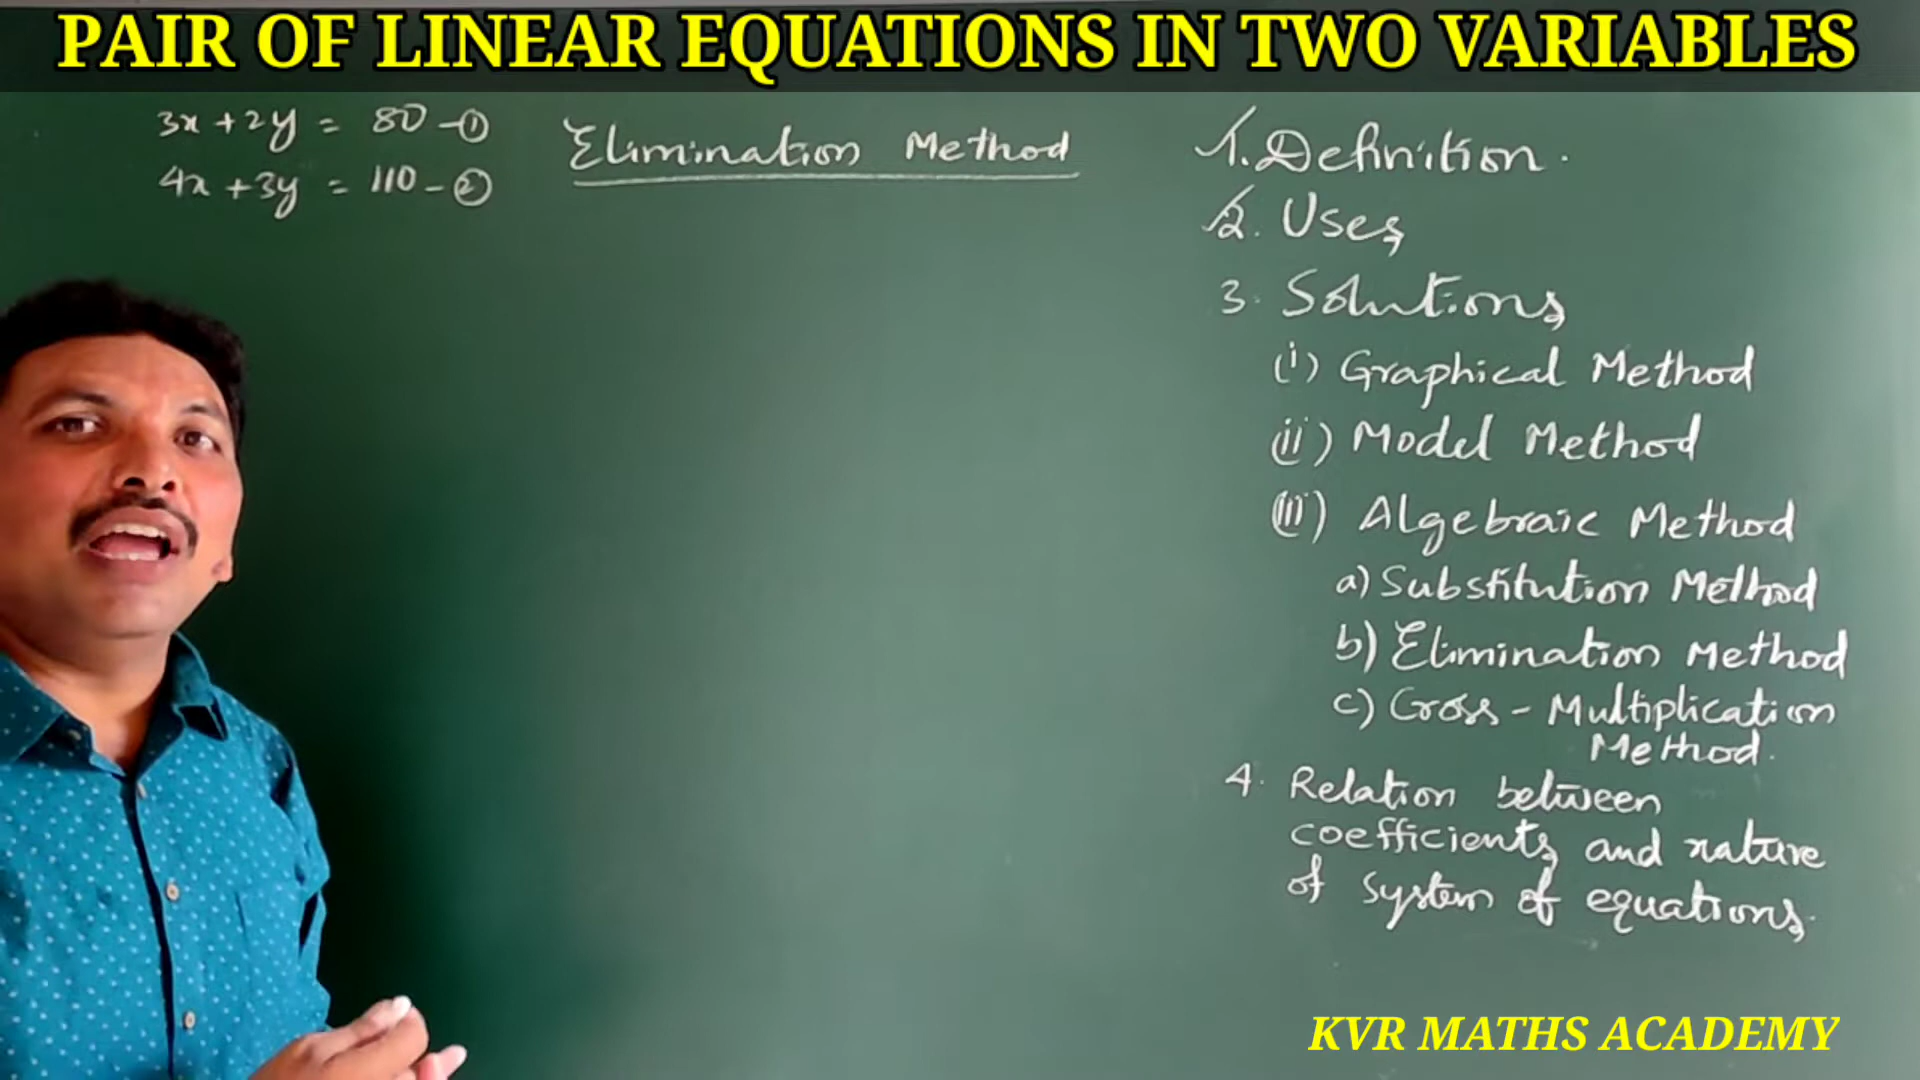 PAIR OF LINEAR EQUATIONS IN TWO VARIABLES
3x + 2y = 80 - ①
4x + 3y = 110 - ②
Elimination Method
1. Definition.
2. Uses
3. Solutions
(i) Graphical Method
(ii) Model Method
(iii) Algebraic Method
a) Substitution Method
b) Elimination Method
c) Cross - Multiplication
Method.
4. Relation between
coefficients and nature
of system of equations.
KVR MATHS ACADEMY